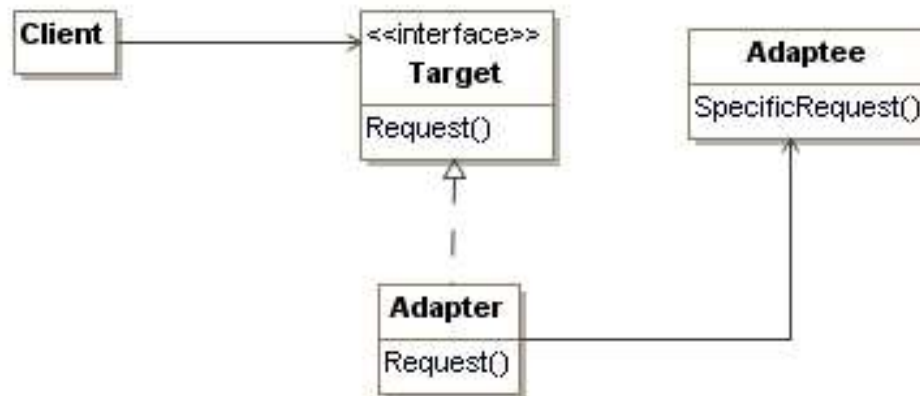 Client
<<interface>>
Target
Request()
Adaptee
SpecificRequest()
Adapter
Request()